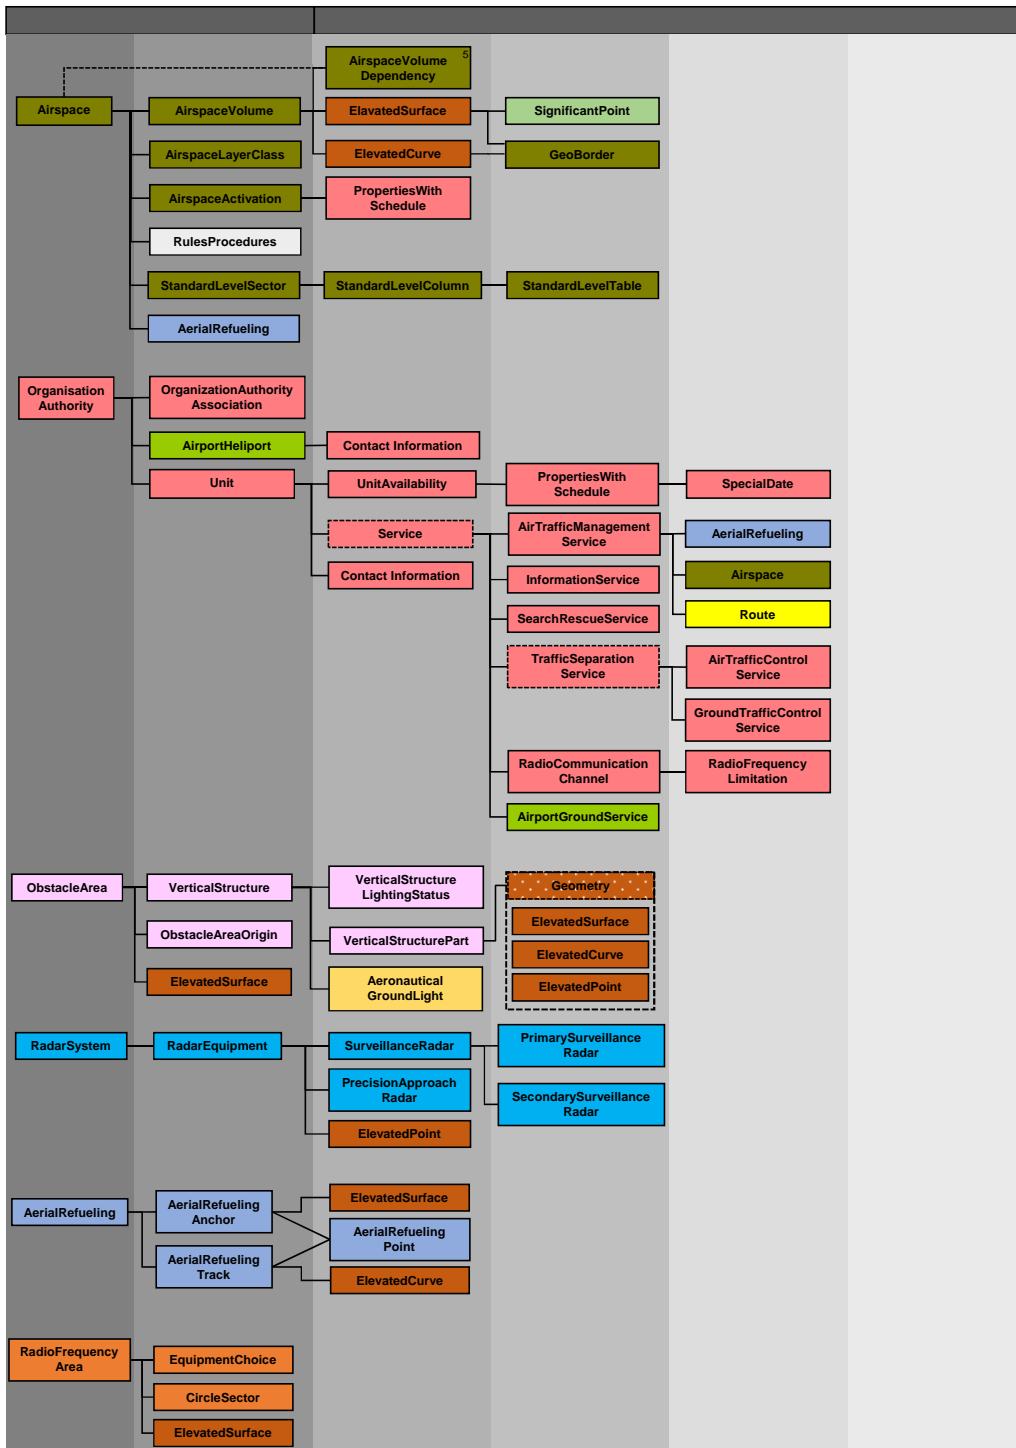 AirspaceVolume
Dependency
5
Airspace
AirspaceVolume
ElavatedSurface
SignificantPoint
AirspaceLayerClass
ElevatedCurve
GeoBorder
AirspaceActivation
PropertiesWith
Schedule
RulesProcedures
StandardLevelSector
StandardLevelColumn
StandardLevelTable
AerialRefueling
Organisation
Authority
OrganizationAuthority
Association
AirportHeliport
Contact Information
Unit
UnitAvailability
PropertiesWith
Schedule
SpecialDate
Service
AirTrafficManagement
Service
AerialRefueling
Contact Information
InformationService
Airspace
SearchRescueService
Route
TrafficSeparation
Service
AirTrafficControl
Service
GroundTrafficControl
Service
RadioCommunication
Channel
RadioFrequency
Limitation
AirportGroundService
ObstacleArea
VerticalStructure
VerticalStructure
LightingStatus
Geometry
ElevatedSurface
ObstacleAreaOrigin
VerticalStructurePart
ElevatedCurve
ElevatedSurface
Aeronautical
GroundLight
ElevatedPoint
RadarSystem
RadarEquipment
SurveillanceRadar
PrimarySurveillance
Radar
PrecisionApproach
Radar
SecondarySurveillance
Radar
ElevatedPoint
AerialRefueling
AerialRefueling
Anchor
ElevatedSurface
AerialRefueling
Point
AerialRefueling
Track
ElevatedCurve
RadioFrequency
Area
EquipmentChoice
CircleSector
ElevatedSurface